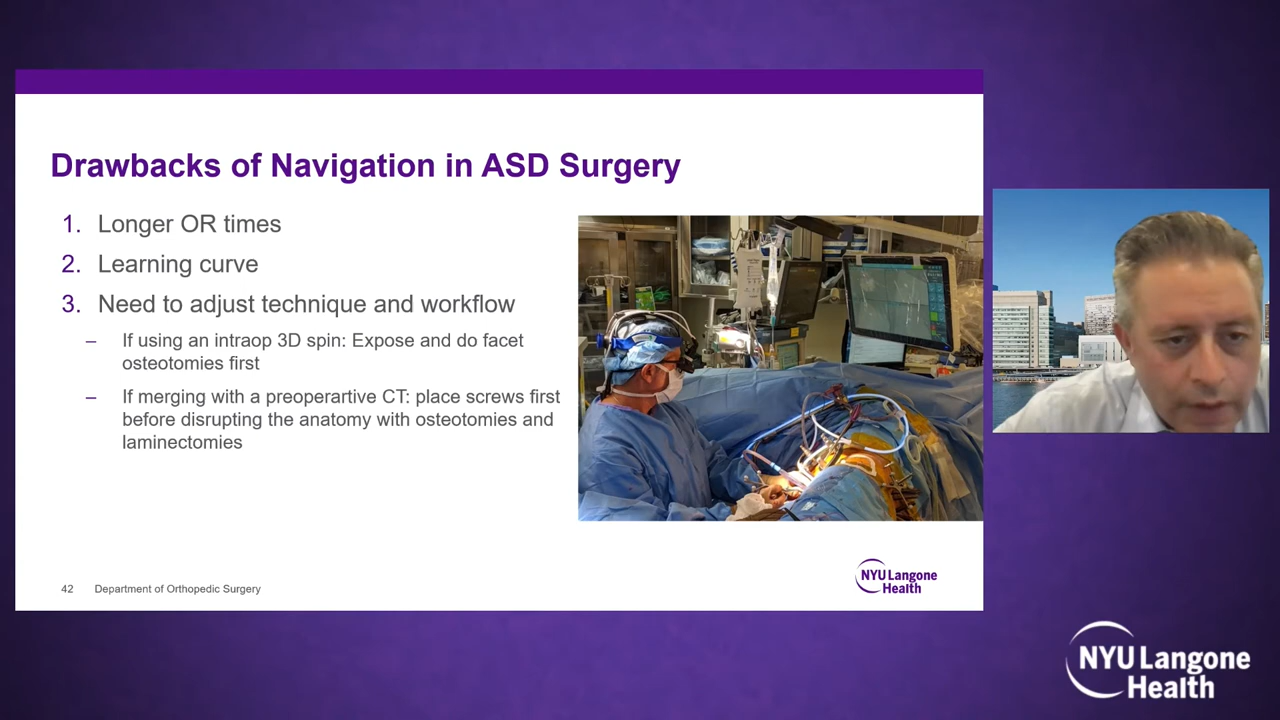 Drawbacks of Navigation in ASD Surgery
1. Longer OR times
2. Learning curve
3. Need to adjust technique and workflow
– If using an intraop 3D spin: Expose and do facet
osteotomies first
– If merging with a preoperartive CT: place screws first
before disrupting the anatomy with osteotomies and
laminectomies
42 Department of Orthopedic Surgery
NYU Langone
Health
NYU Langone
Health